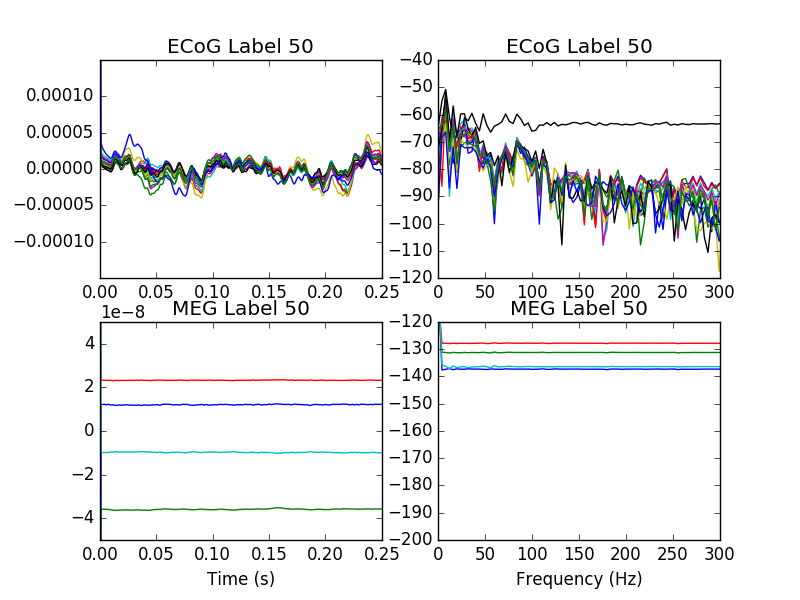 ECoG Label 50
0.00010
0.00005
0.00000
−0.00005
−0.00010
0.00 0.05 0.10 0.15 0.20 0.25
ECoG Label 50
−40
−50
−60
−70
−80
−90
−100
−110
−120
0 50 100 150 200 250 300
MEG Label 50
1e−8
4
2
0
−2
−4
0.00 0.05 0.10 0.15 0.20 0.25
Time (s)
MEG Label 50
−120
−130
−140
−150
−160
−170
−180
−190
−200
0 50 100 150 200 250 300
Frequency (Hz)